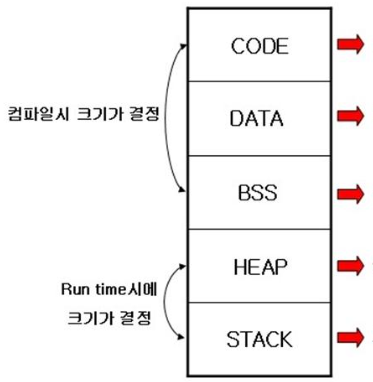 CODE
DATA
컴파일시 크기가 결정
BSS
HEAP
Run time시에
크기가 결정
STACK